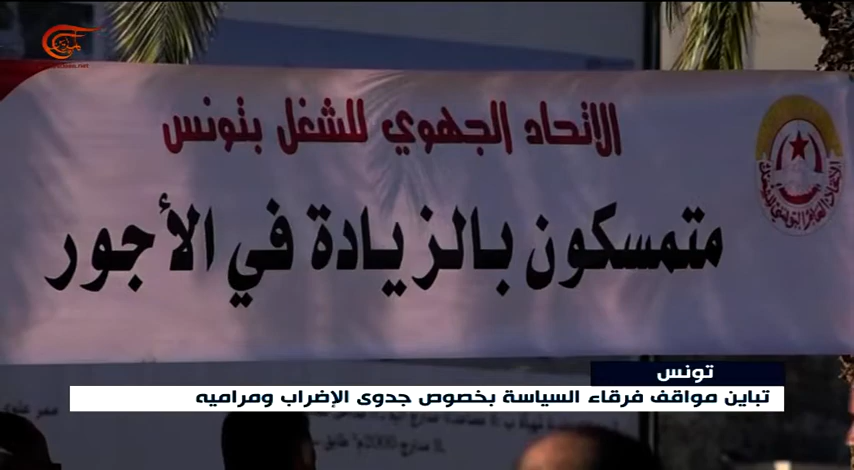 الاتحاد الجهوي للشغل بتونس
متمسكون بالزيادة في الأجور
تونس
تباين مواقف فرقاء السياسة بخصوص جدوى الإضراب ومراميه